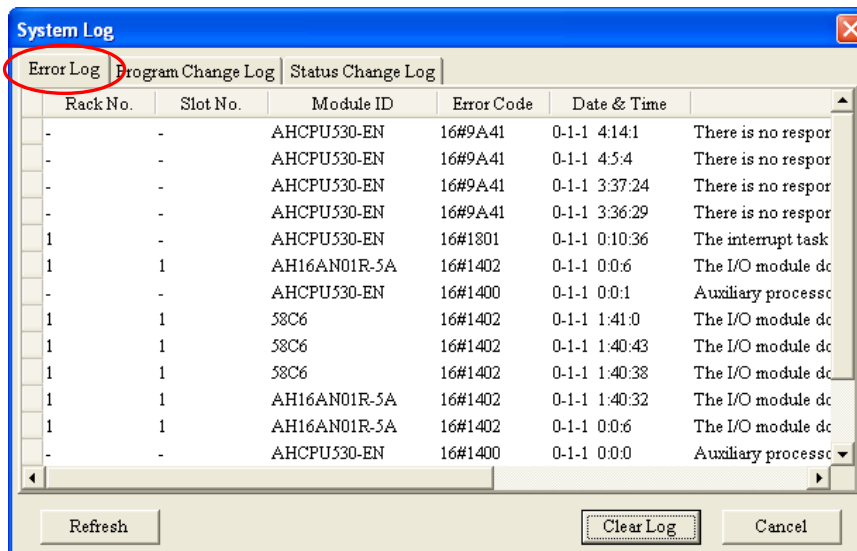 System Log
Error Log Program Change Log Status Change Log
Rack No. Slot No. Module ID Error Code Date & Time
- - AHCPU530-EN 16#9A41 0-1-1 4:14:1 There is no respor
- - AHCPU530-EN 16#9A41 0-1-1 4:5:4 There is no respor
- - AHCPU530-EN 16#9A41 0-1-1 3:37:24 There is no respor
- - AHCPU530-EN 16#9A41 0-1-1 3:36:29 There is no respor
1 - AHCPU530-EN 16#1801 0-1-1 0:10:36 The interrupt task
1 1 AH16AN01R-5A 16#1402 0-1-1 0:0:6 The I/O module do
- - AHCPU530-EN 16#1400 0-1-1 0:0:1 Auxiliary processo
1 1 58C6 16#1402 0-1-1 1:41:0 The I/O module do
1 1 58C6 16#1402 0-1-1 1:40:43 The I/O module do
1 1 58C6 16#1402 0-1-1 1:40:38 The I/O module do
1 1 AH16AN01R-5A 16#1402 0-1-1 1:40:32 The I/O module do
1 1 AH16AN01R-5A 16#1402 0-1-1 0:0:6 The I/O module do
- - AHCPU530-EN 16#1400 0-1-1 0:0:0 Auxiliary processo
Refresh Clear Log Cancel